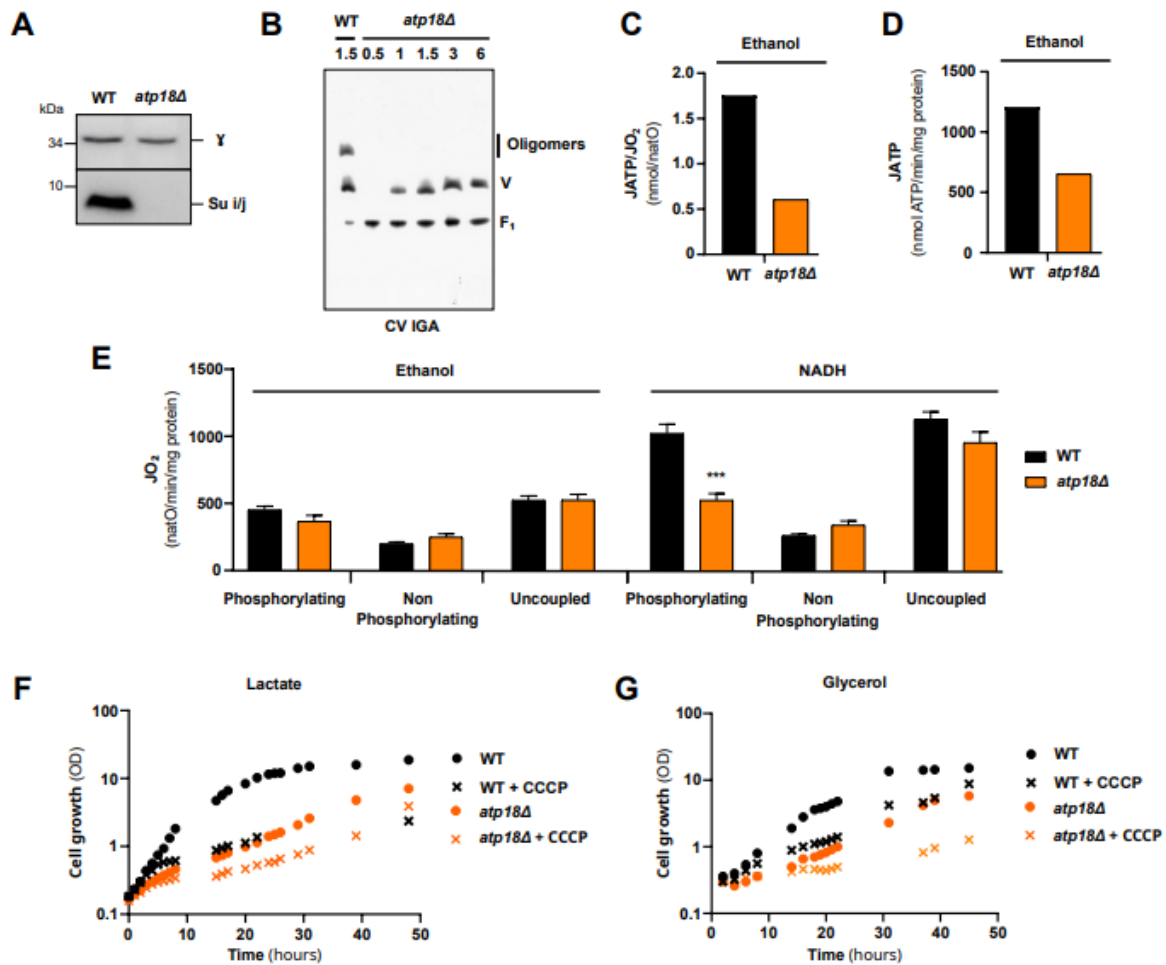 A
WT atp18Δ
kDa
34
ɣ
10
Su i/j
B
WT atp18Δ
1.5 0.5 1 1.5 3 6
Oligomers
V
F₁
CV IGA
C
Ethanol
JATP/JO₂
(nmol/natO)
2.0
1.5
1.0
0.5
0
WT atp18Δ
D
Ethanol
JATP
(nmol ATP/min/mg protein)
1500
1000
500
0
WT atp18Δ
E
Ethanol NADH
JO₂
(natO/min/mg protein)
1500
1000
500
0
***
WT
atp18Δ
Phosphorylating Non Uncoupled Phosphorylating Non Uncoupled
Phosphorylating Phosphorylating
F
Lactate
Cell growth (OD)
100
10
1
0.1
0 10 20 30 40 50
Time (hours)
WT
WT + CCCP
atp18Δ
atp18Δ + CCCP
G
Glycerol
Cell growth (OD)
100
10
1
0.1
0 10 20 30 40 50
Time (hours)
WT
WT + CCCP
atp18Δ
atp18Δ + CCCP